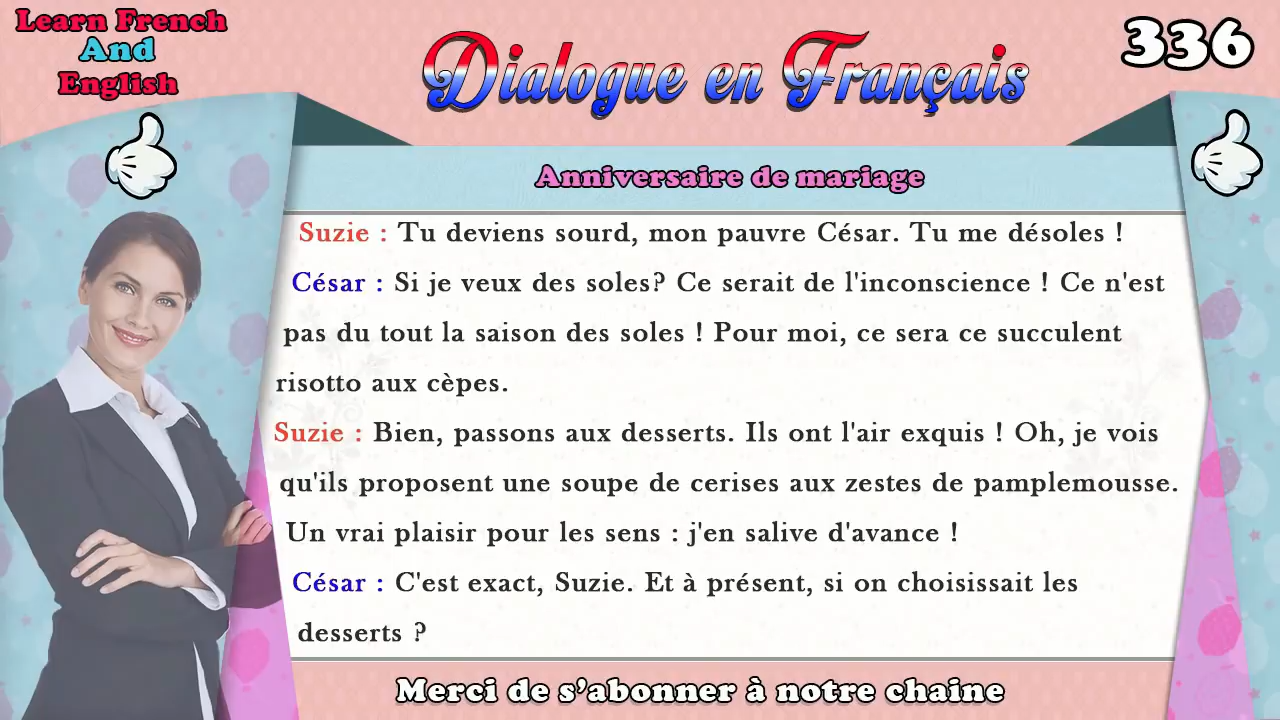 Learn French
And
English
Dialogue en Français
336
Anniversaire de mariage
Suzie : Tu deviens sourd, mon pauvre César. Tu me désoles !
César : Si je veux des soles? Ce serait de l'inconscience ! Ce n'est
pas du tout la saison des soles ! Pour moi, ce sera ce succulent
risotto aux cèpes.
Suzie : Bien, passons aux desserts. Ils ont l'air exquis ! Oh, je vois
qu'ils proposent une soupe de cerises aux zestes de pamplemousse.
Un vrai plaisir pour les sens : j'en salive d'avance !
César : C'est exact, Suzie. Et à présent, si on choisissait les
desserts ?
Merci de s’abonner à notre chaine